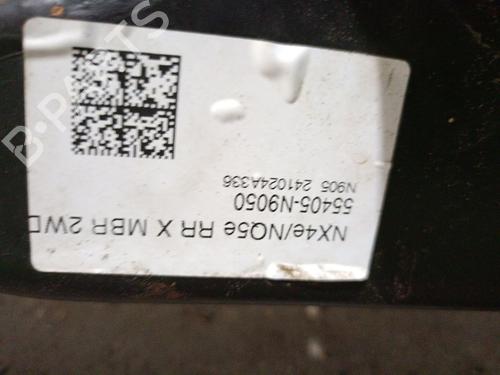 NX4e/NQ5e RR X MBR 2WD
55405-N9050
N905 241024A336
B-PARTS